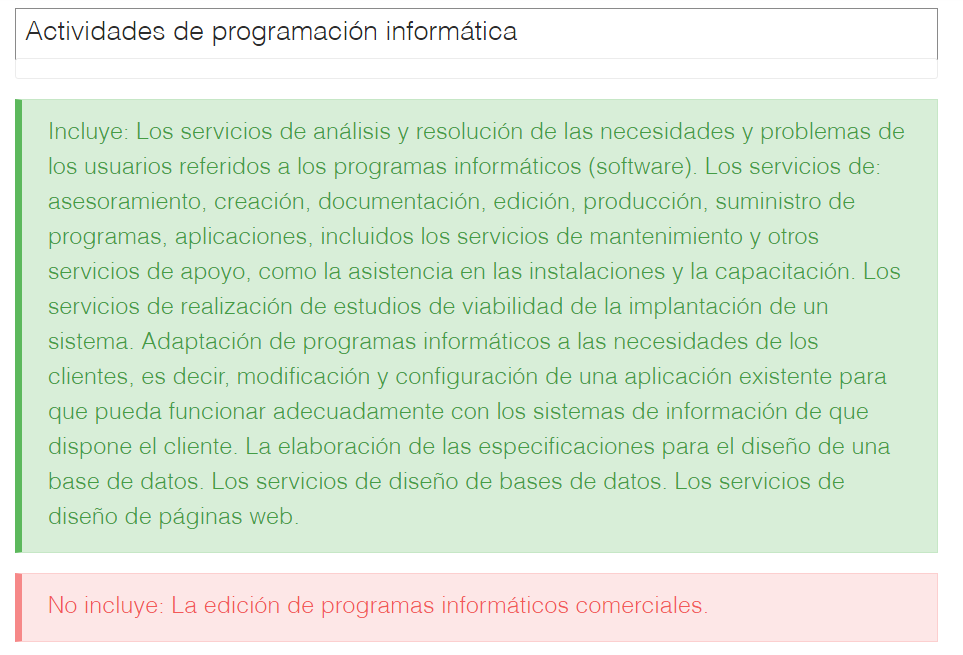 Actividades de programación informática
Incluye: Los servicios de análisis y resolución de las necesidades y problemas de
los usuarios referidos a los programas informáticos (software). Los servicios de:
asesoramiento, creación, documentación, edición, producción, suministro de
programas, aplicaciones, incluidos los servicios de mantenimiento y otros
servicios de apoyo, como la asistencia en las instalaciones y la capacitación. Los
servicios de realización de estudios de viabilidad de la implantación de un
sistema. Adaptación de programas informáticos a las necesidades de los
clientes, es decir, modificación y configuración de una aplicación existente para
que pueda funcionar adecuadamente con los sistemas de información de que
dispone el cliente. La elaboración de las especificaciones para el diseño de una
base de datos. Los servicios de diseño de bases de datos. Los servicios de
diseño de páginas web.
No incluye: La edición de programas informáticos comerciales.